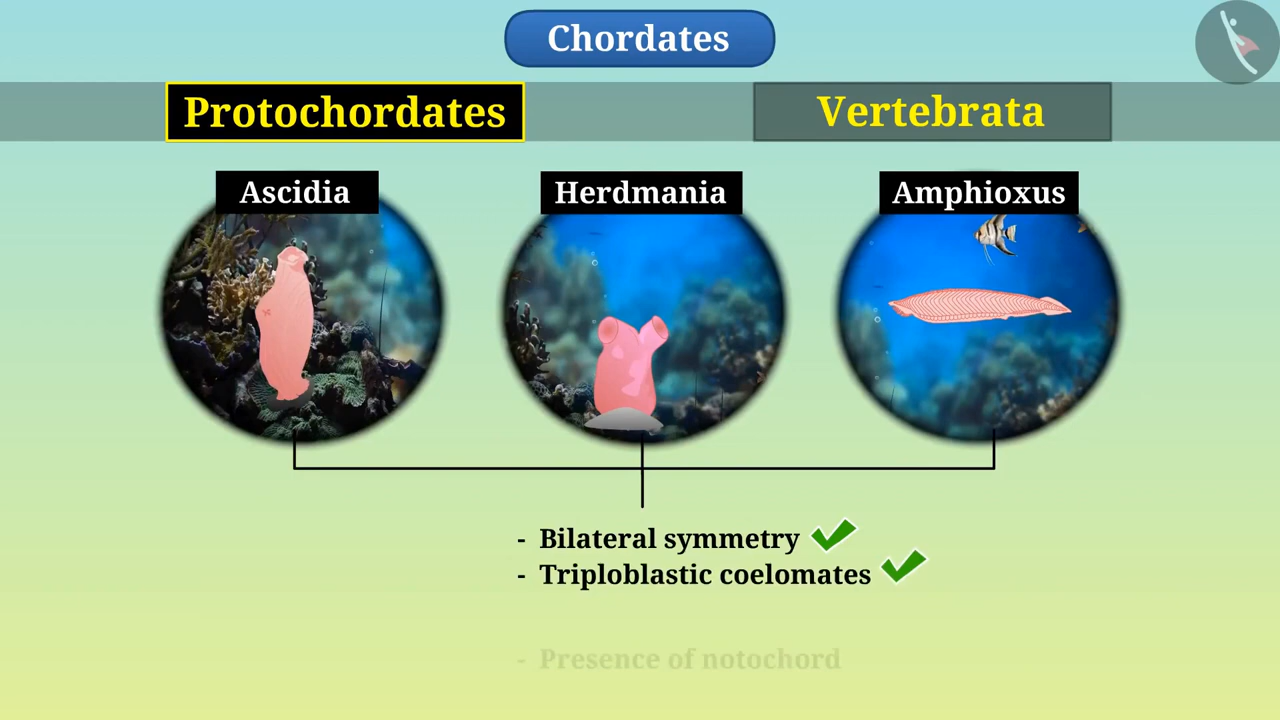 Chordates
Protochordates
Vertebrata
Ascidia
Herdmania
Amphioxus
- Bilateral symmetry
- Triploblastic coelomates
- Presence of notochord